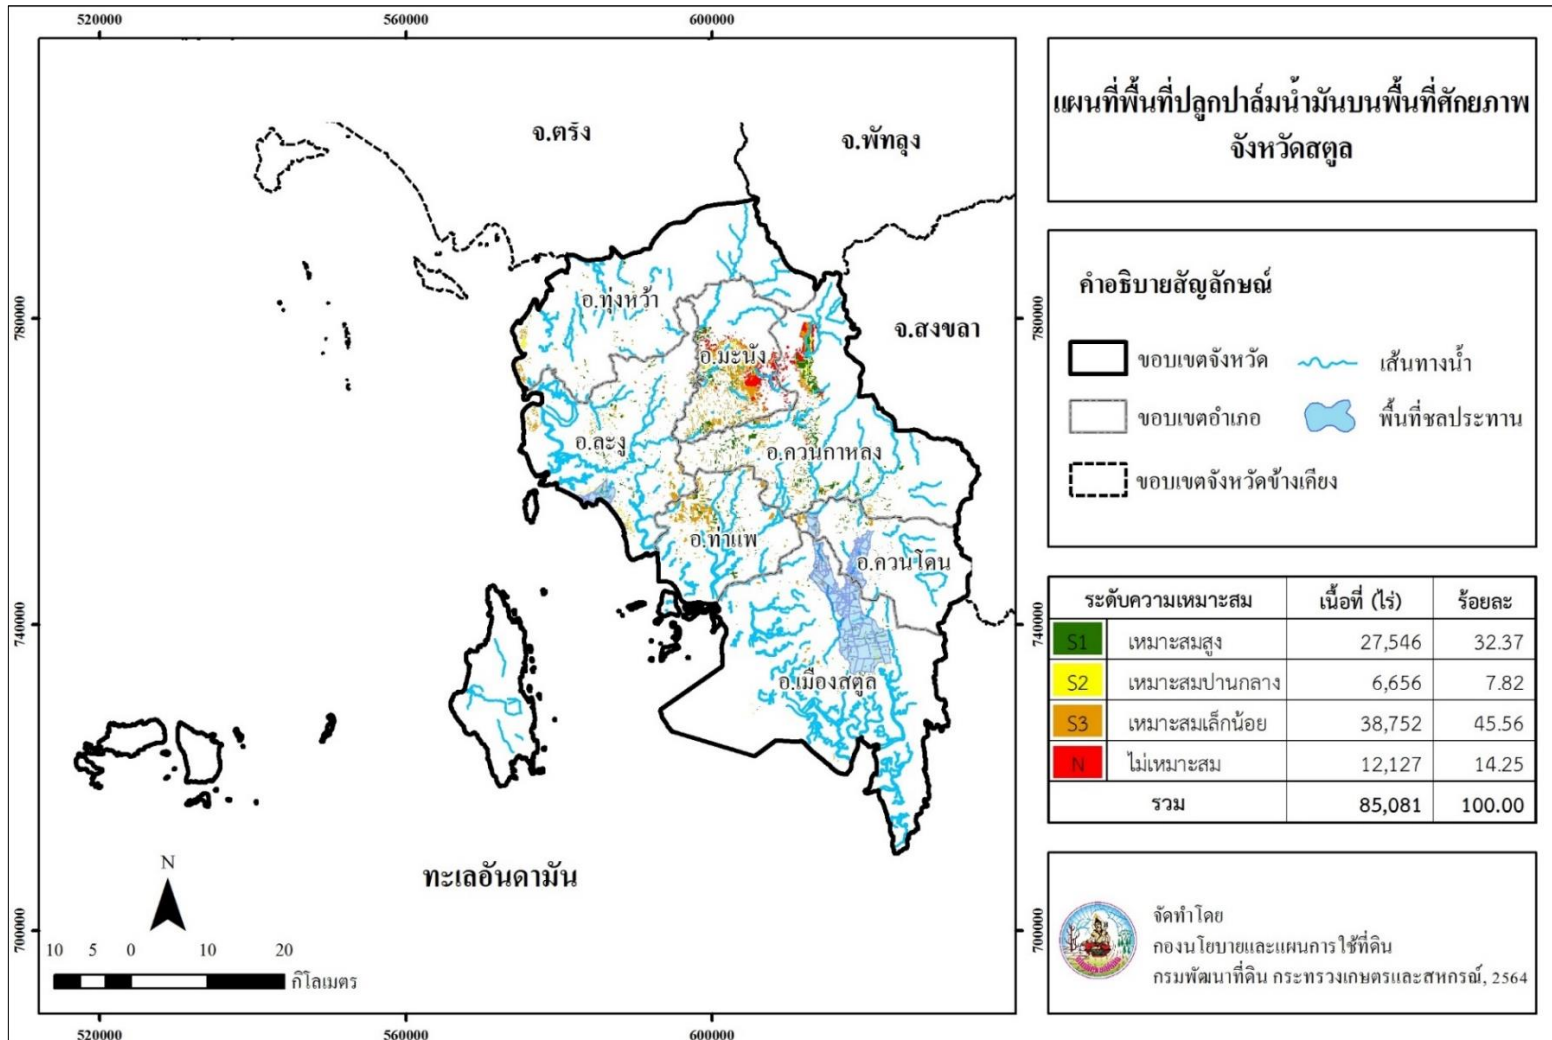 520000
560000
600000
780000
740000
700000
จ.ตรัง
จ.พัทลุง
จ.สงขลา
อ.ทุ่งหว้า
อ.มะนัง
อ.ละงู
อ.ควนกาหลง
อ.ท่าแพ
อ.ควนโดน
อ.เมืองสตูล
ทะเลอันดามัน
N
10 5 0 10 20
กิโลเมตร
780000
740000
700000
520000
560000
600000
แผนที่พื้นที่ปลูกปาล์มน้ำมันบนพื้นที่ศักยภาพ
จังหวัดสตูล
คำอธิบายสัญลักษณ์
ขอบเขตจังหวัด เส้นทางน้ำ
ขอบเขตอำเภอ พื้นที่ชลประทาน
ขอบเขตจังหวัดข้างเคียง
ระดับความเหมาะสม เนื้อที่ (ไร่) ร้อยละ
S1 เหมาะสมสูง 27,546 32.37
S2 เหมาะสมปานกลาง 6,656 7.82
S3 เหมาะสมเล็กน้อย 38,752 45.56
N ไม่เหมาะสม 12,127 14.25
รวม 85,081 100.00
จัดทำโดย
กองนโยบายและแผนการใช้ที่ดิน
กรมพัฒนาที่ดิน กระทรวงเกษตรและสหกรณ์, 2564